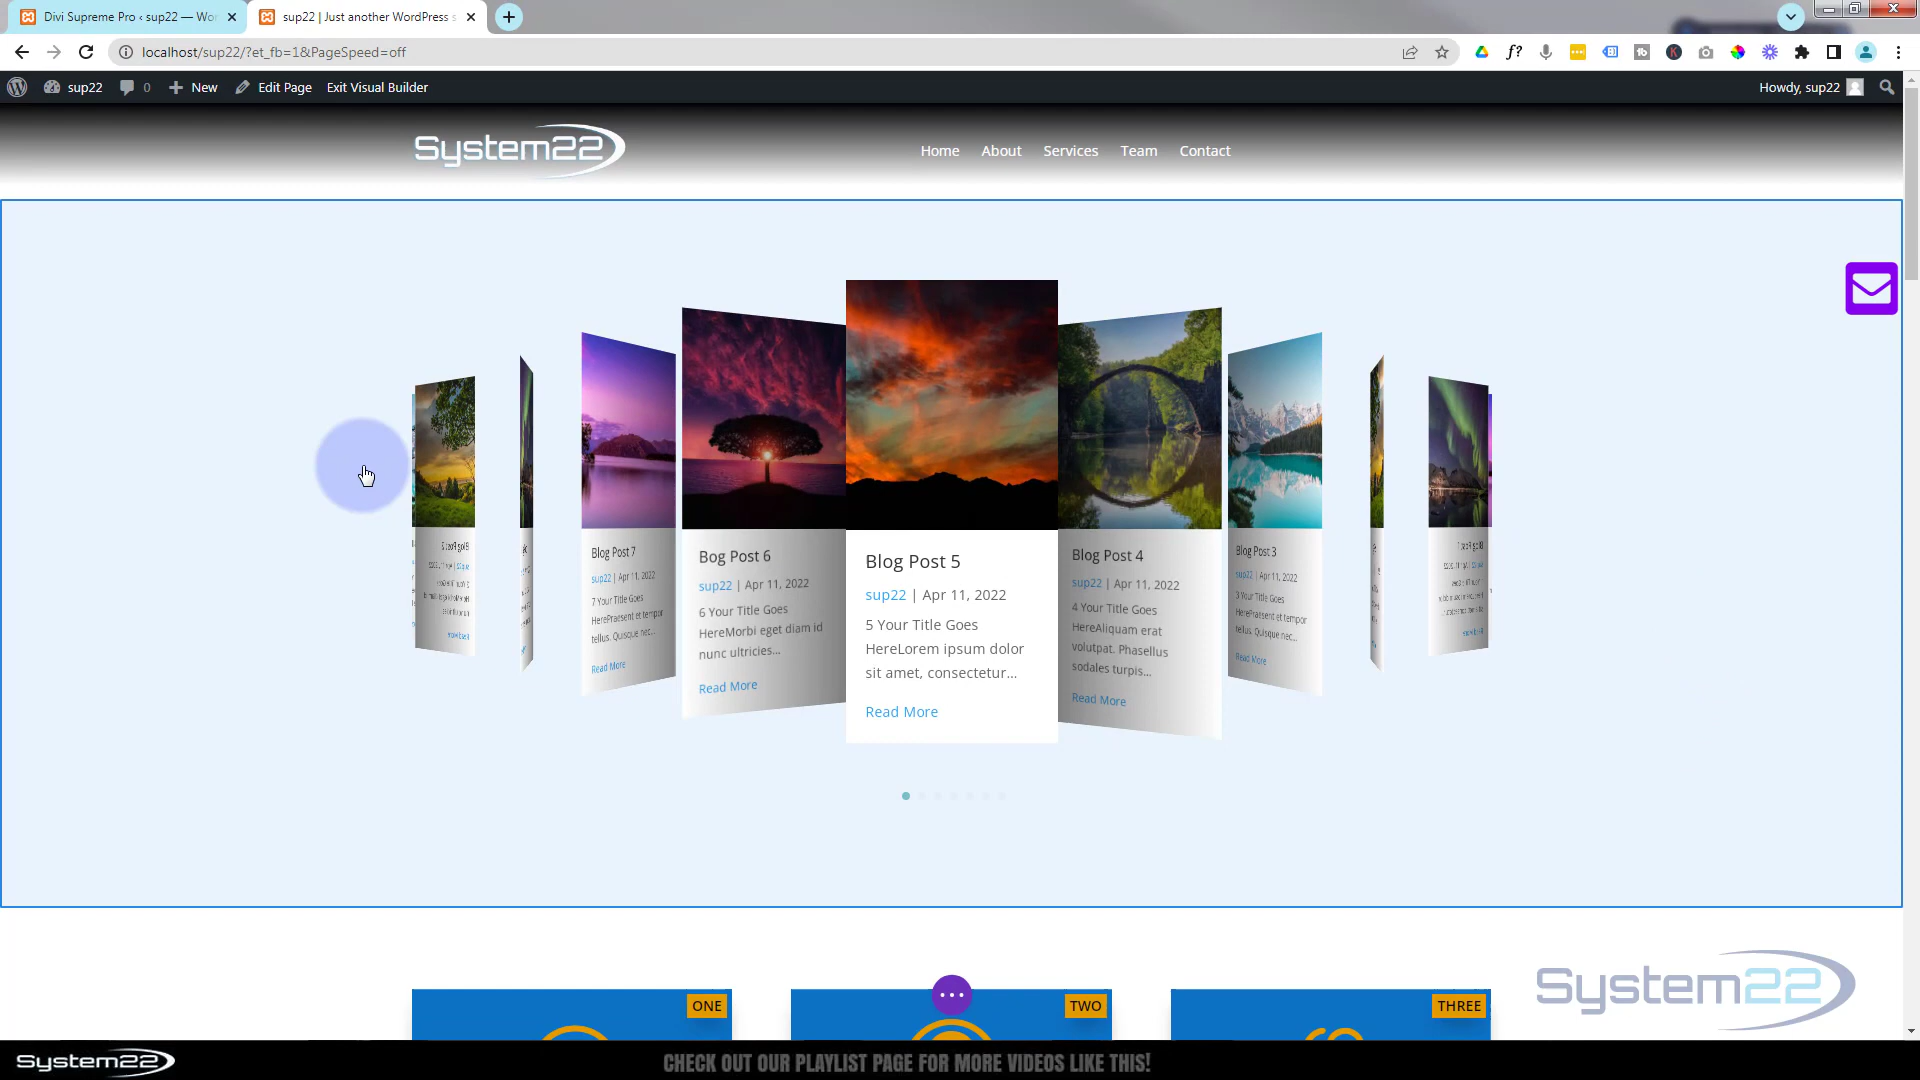 Divi Supreme Pro ‹ sup22 — Wor
sup22 | Just another WordPress s
localhost/sup22/?et_fb=1&PageSpeed=off
sup22
0
New
Edit Page
Exit Visual Builder
Howdy, sup22
System22
Home
About
Services
Team
Contact
Blog Post 7
sup22 | Apr 11, 2022
7 Your Title Goes
HerePraesent et tempor
tellus. Quisque nec...
Read More
Bog Post 6
sup22 | Apr 11, 2022
6 Your Title Goes
HereMorbi eget diam id
nunc ultricies...
Read More
Blog Post 5
sup22 | Apr 11, 2022
5 Your Title Goes
HereLorem ipsum dolor
sit amet, consectetur...
Read More
Blog Post 4
sup22 | Apr 11, 2022
4 Your Title Goes
HereAliquam erat
volutpat. Phasellus
sodales turpis...
Read More
Blog Post 3
sup22 | Apr 11, 2022
3 Your Title Goes
HerePraesent et tempor
tellus. Quisque nec...
Read More
ONE
TWO
THREE
System22
System22
CHECK OUT OUR PLAYLIST PAGE FOR MORE VIDEOS LIKE THIS!